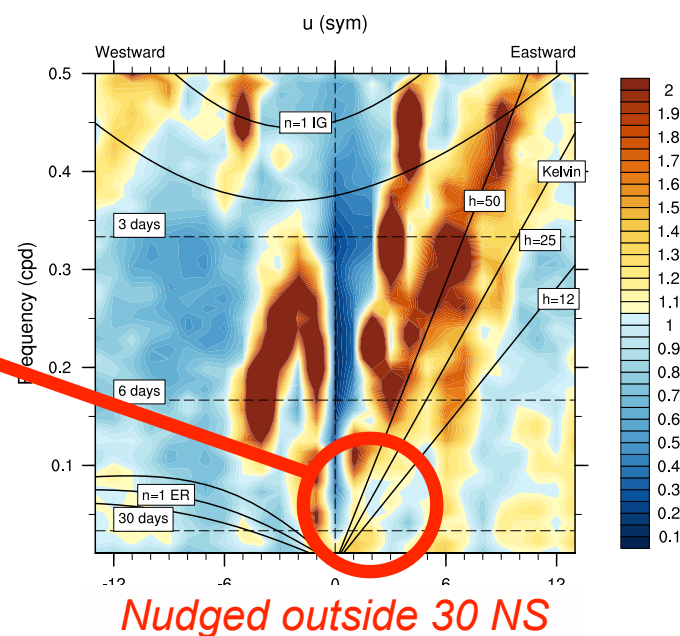 u (sym)
Westward Eastward
0.5
0.4
0.3
0.2
0.1
Frequency (cpd)
n=1 IG
Kelvin
h=50
h=25
h=12
3 days
6 days
n=1 ER
30 days
-12 -6 0 6 12
2
1.9
1.8
1.7
1.6
1.5
1.4
1.3
1.2
1.1
1
0.9
0.8
0.7
0.6
0.5
0.4
0.3
0.2
0.1
Nudged outside 30 NS